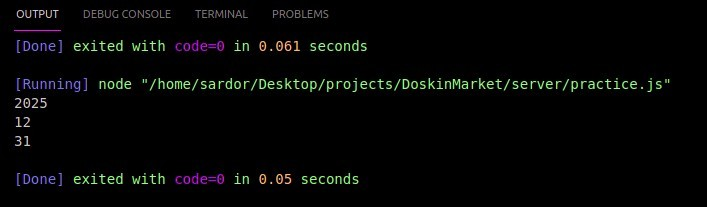 OUTPUT DEBUG CONSOLE TERMINAL PROBLEMS
[Done] exited with code=0 in 0.061 seconds
[Running] node "/home/sardor/Desktop/projects/DoskinMarket/server/practice.js"
2025
12
31
[Done] exited with code=0 in 0.05 seconds